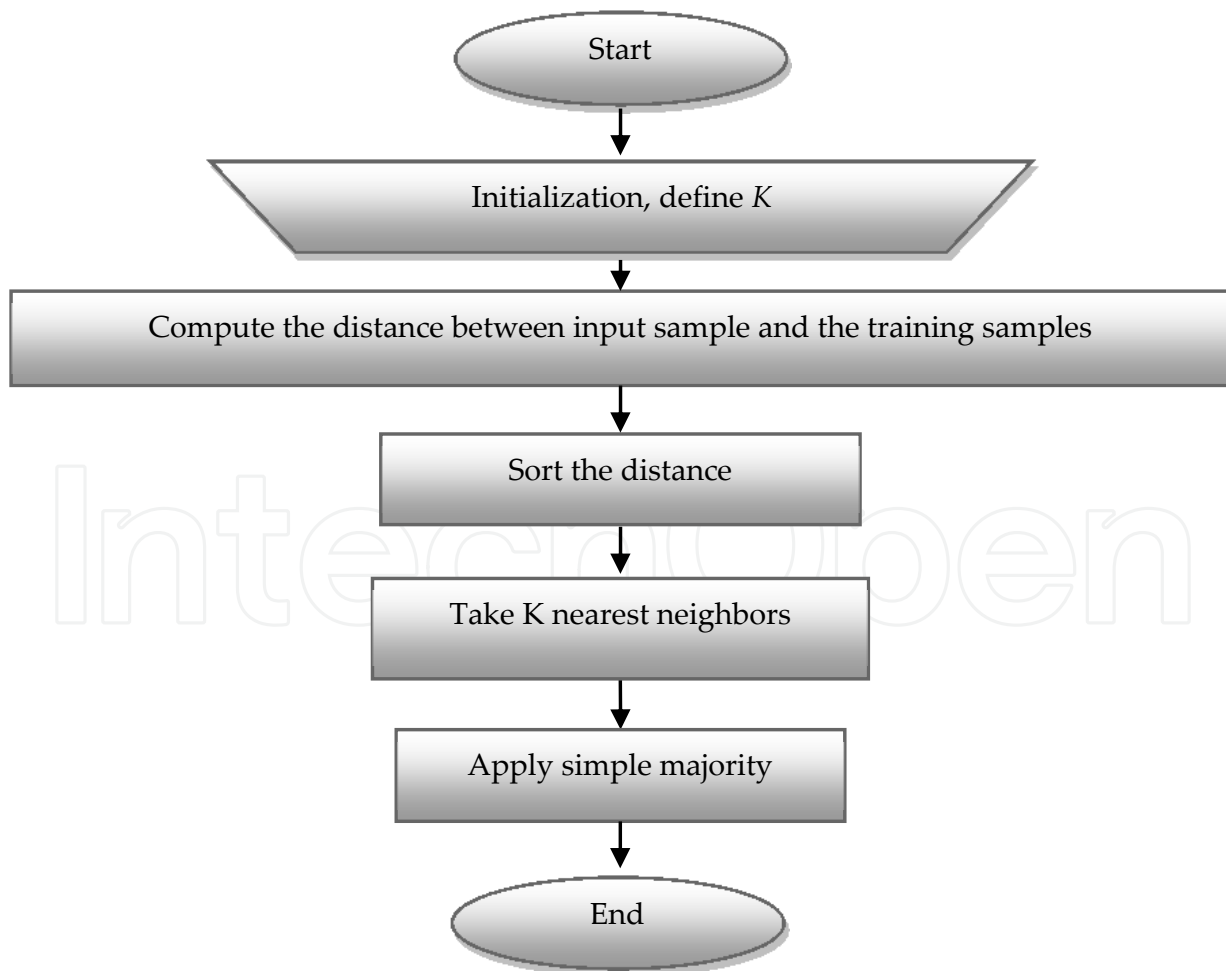 Start
Initialization, define K
Compute the distance between input sample and the training samples
Sort the distance
IntechOpen
Take K nearest neighbors
Apply simple majority
End